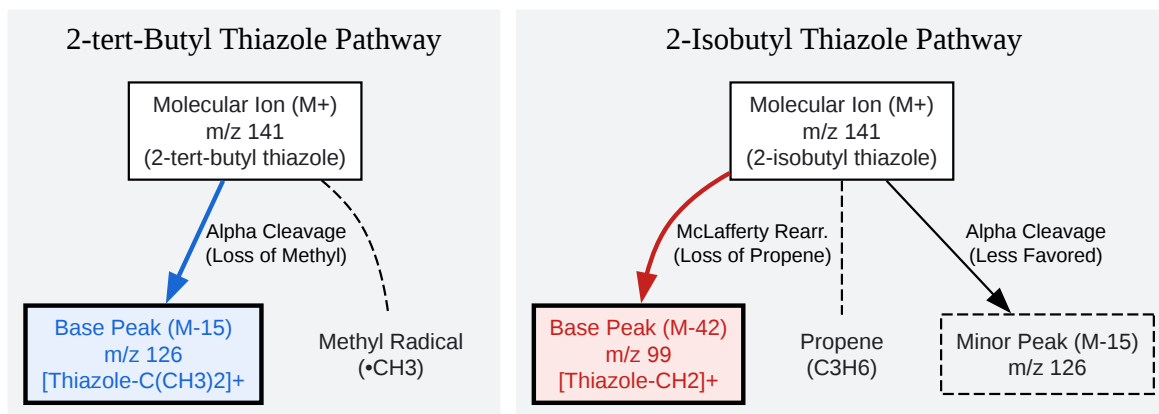 2-tert-Butyl Thiazole Pathway
Molecular Ion (M+)
m/z 141
(2-tert-butyl thiazole)
Alpha Cleavage
(Loss of Methyl)
Base Peak (M-15)
m/z 126
[Thiazole-C(CH3)2]+
Methyl Radical
(•CH3)
2-Isobutyl Thiazole Pathway
Molecular Ion (M+)
m/z 141
(2-isobutyl thiazole)
McLafferty Rearr.
(Loss of Propene)
Alpha Cleavage
(Less Favored)
Base Peak (M-42)
m/z 99
[Thiazole-CH2]+
Propene
(C3H6)
Minor Peak (M-15)
m/z 126